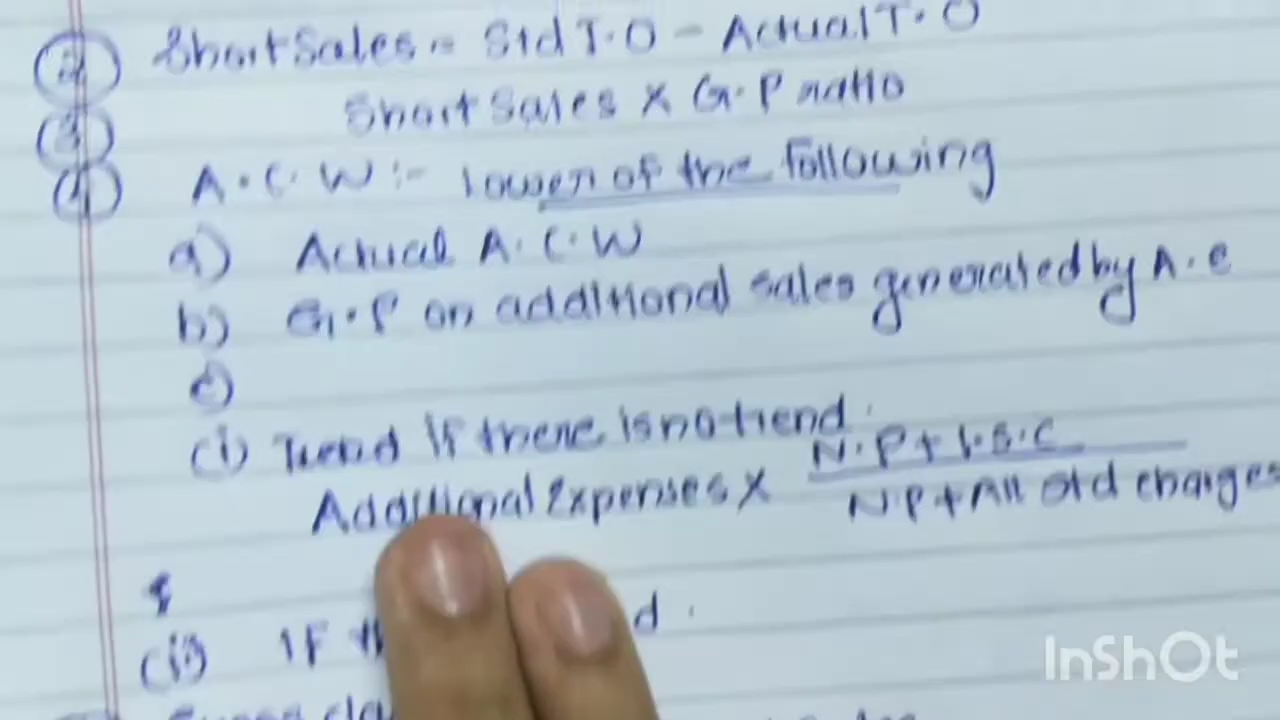 ② Short Sales = Std T.O - Actual T.O
③ Short Sales X G.P ratio
④ A.C.W :- lower of the following
a) Actual A.C.W
b) G.P on additional sales generated by A.E
c)
(i) Trend if there is no trend.
Additional Expenses X N.P + I.S.C
N.P + All Std charges
(ii) If
InShOt